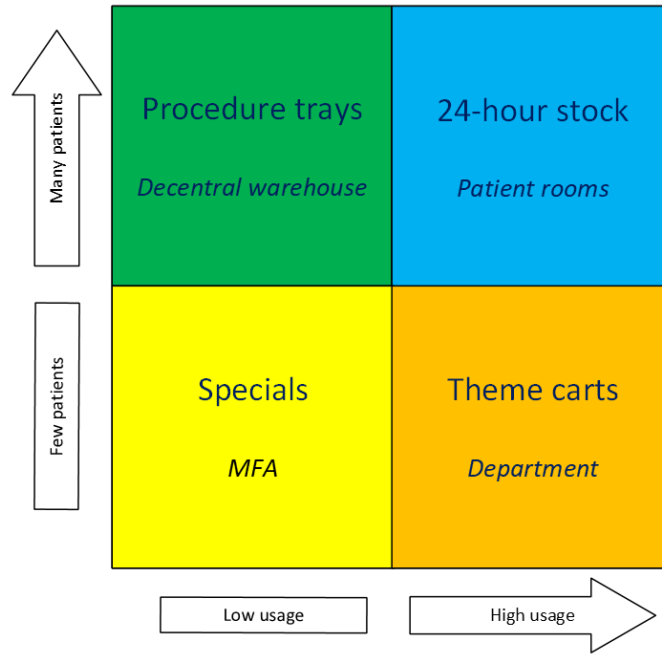 Many patients
Procedure trays
Decentral warehouse
24-hour stock
Patient rooms
Few patients
Specials
MFA
Theme carts
Department
Low usage
High usage